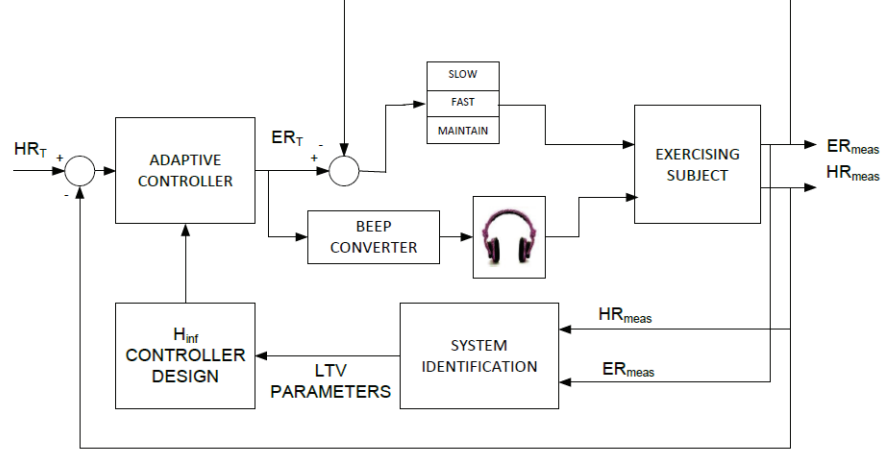 SLOW
FAST
MAINTAIN
HR_T
+
-
ADAPTIVE
CONTROLLER
ER_T
-
+
EXERCISING
SUBJECT
ER_meas
HR_meas
BEEP
CONVERTER
H_inf
CONTROLLER
DESIGN
LTV
PARAMETERS
SYSTEM
IDENTIFICATION
HR_meas
ER_meas